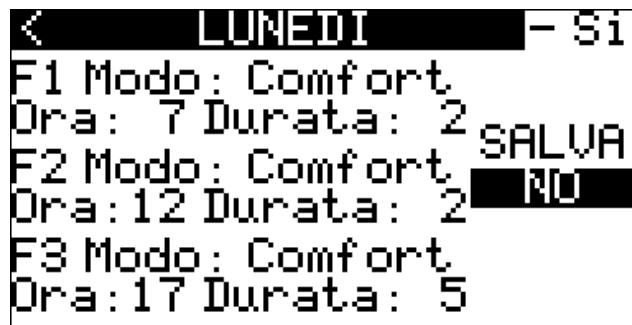 < LUNEDI - Si
F1 Modo: Comfort
Ora: 7 Durata: 2
SALVA
F2 Modo: Comfort
NO
Ora:12 Durata: 2
F3 Modo: Comfort
Ora:17 Durata: 5